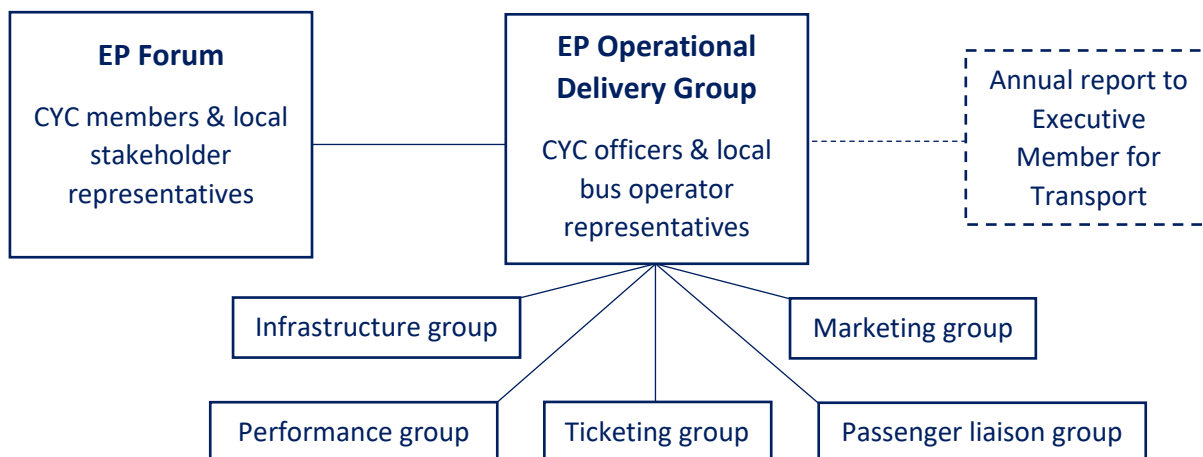 EP Forum
CYC members & local
stakeholder
representatives
EP Operational
Delivery Group
CYC officers & local
bus operator
representatives
Annual report to
Executive
Member for
Transport
Infrastructure group
Marketing group
Performance group
Ticketing group
Passenger liaison group